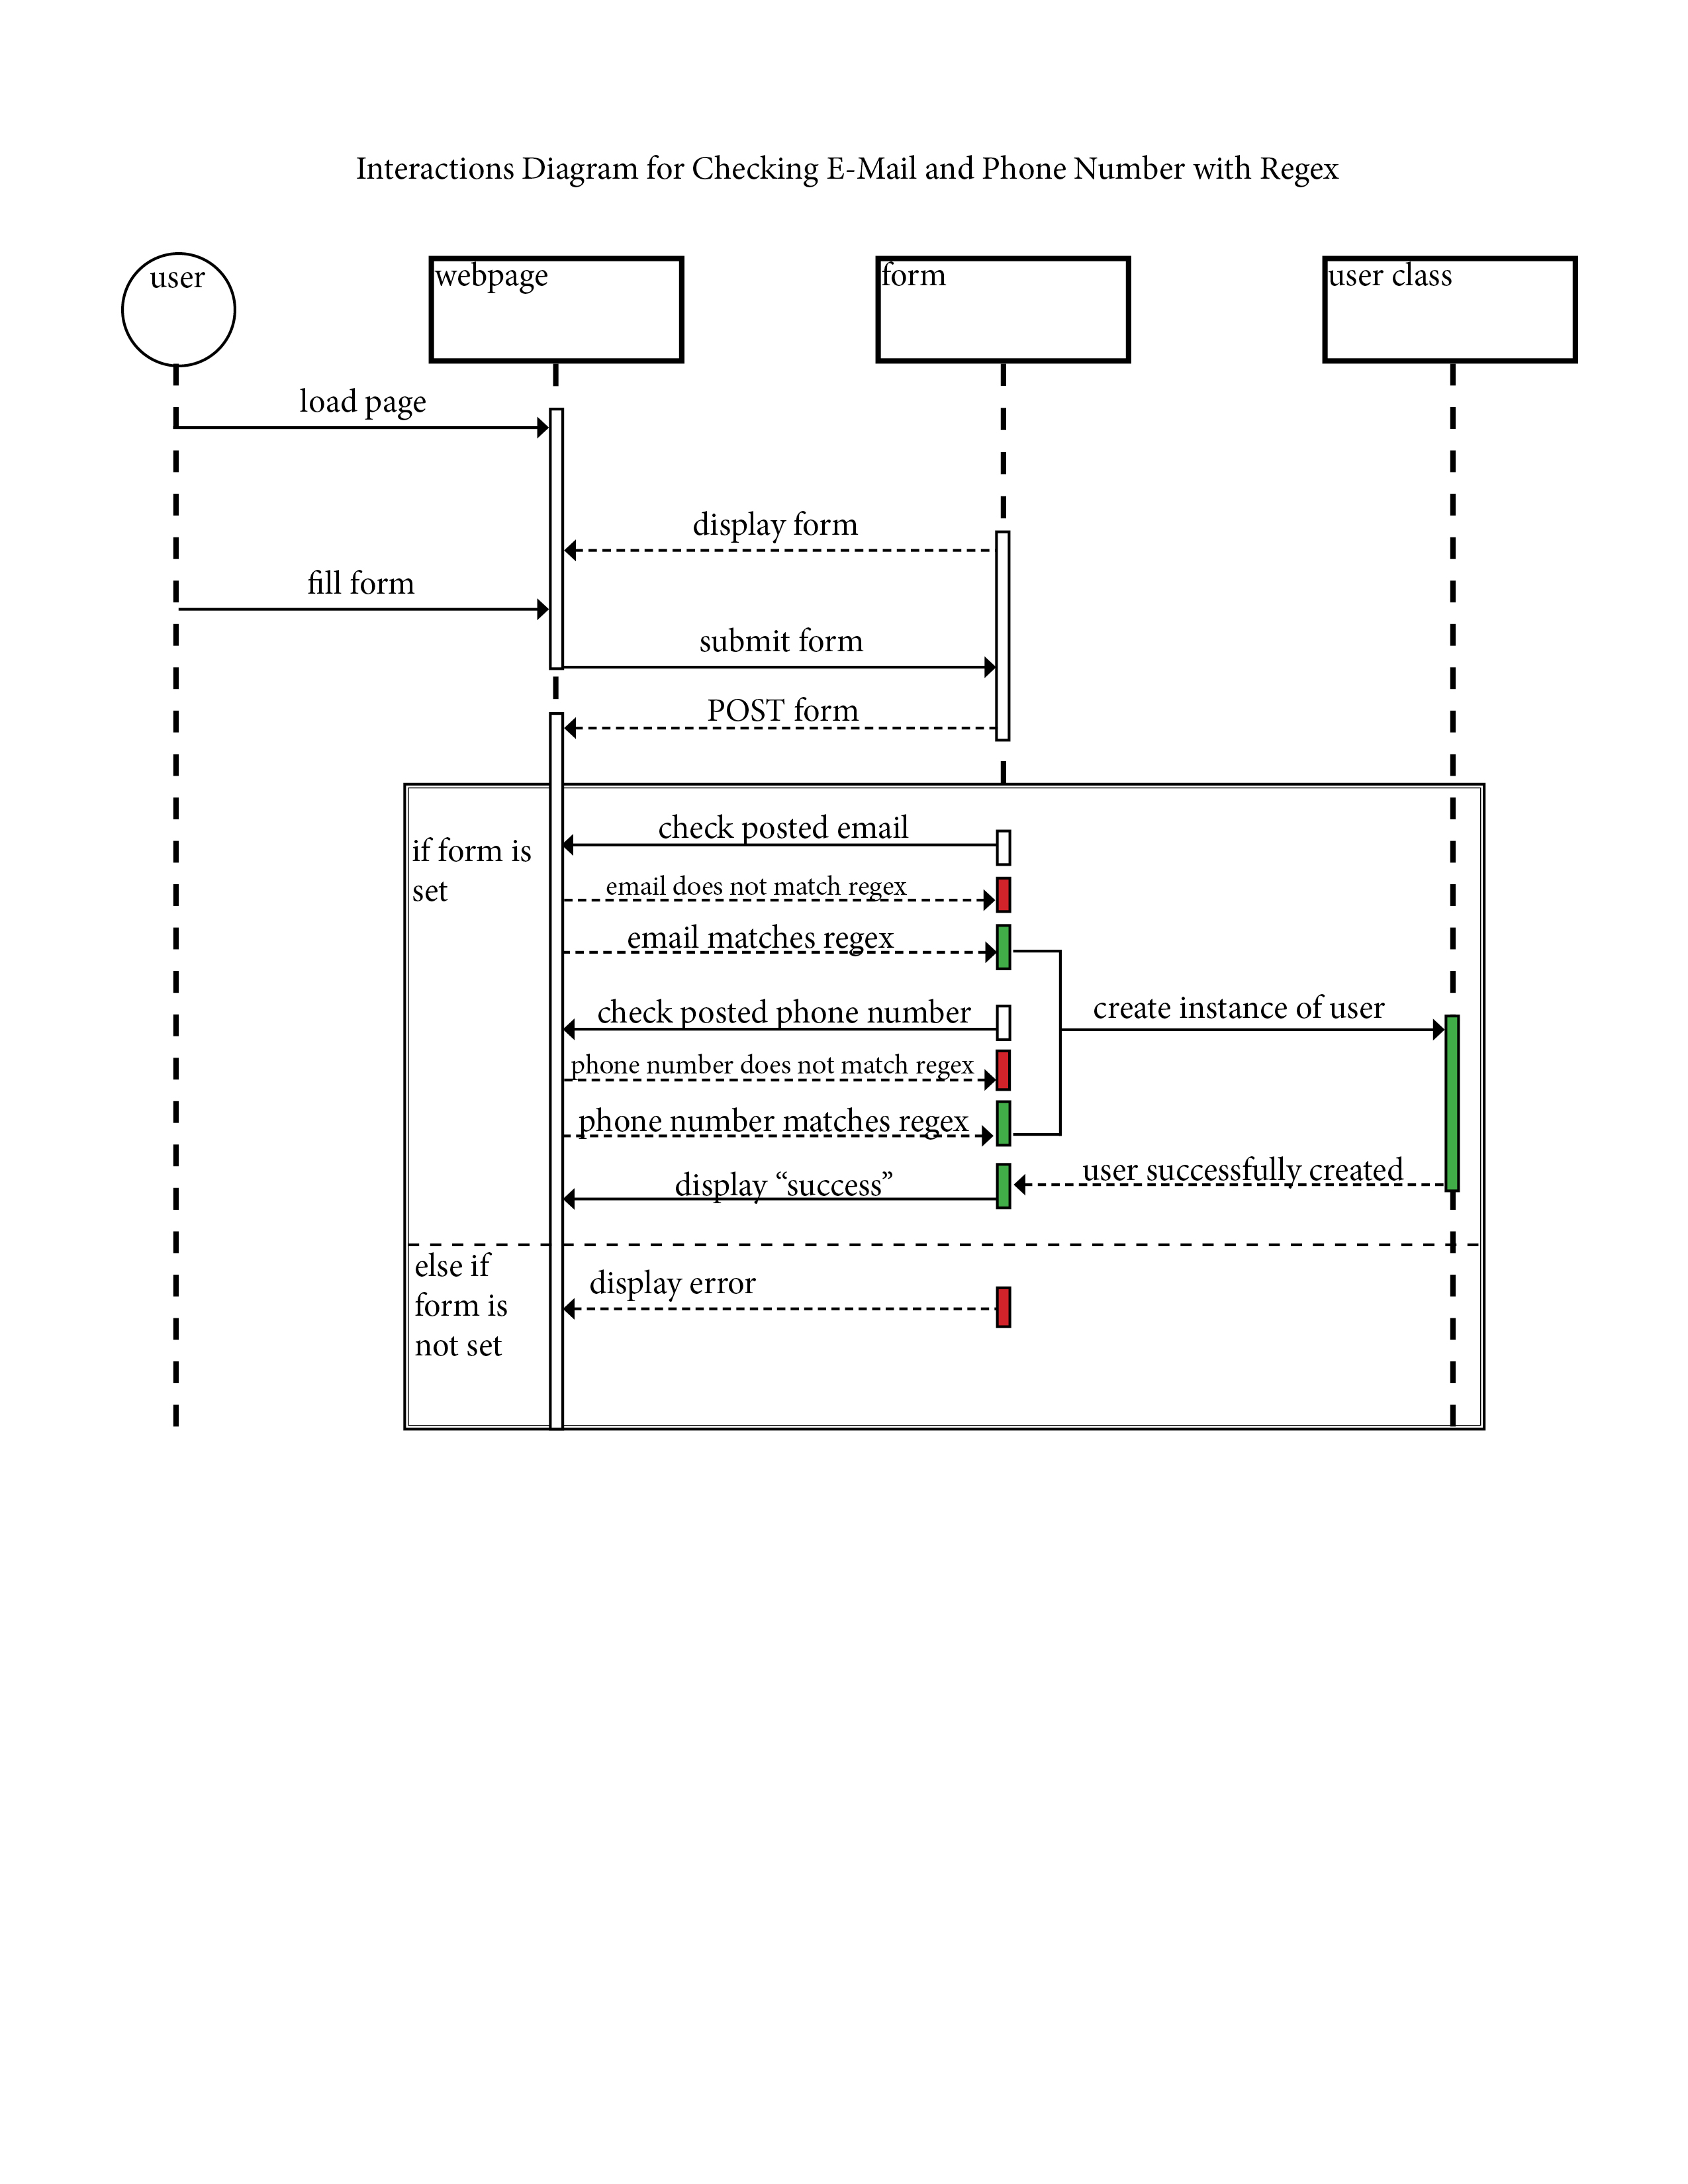 Interactions Diagram for Checking E-Mail and Phone Number with Regex
user
webpage
form
user class
load page
display form
fill form
submit form
POST form
if form is
set
check posted email
email does not match regex
email matches regex
check posted phone number
create instance of user
phone number does not match regex
phone number matches regex
user successfully created
display “success”
else if
form is
not set
display error